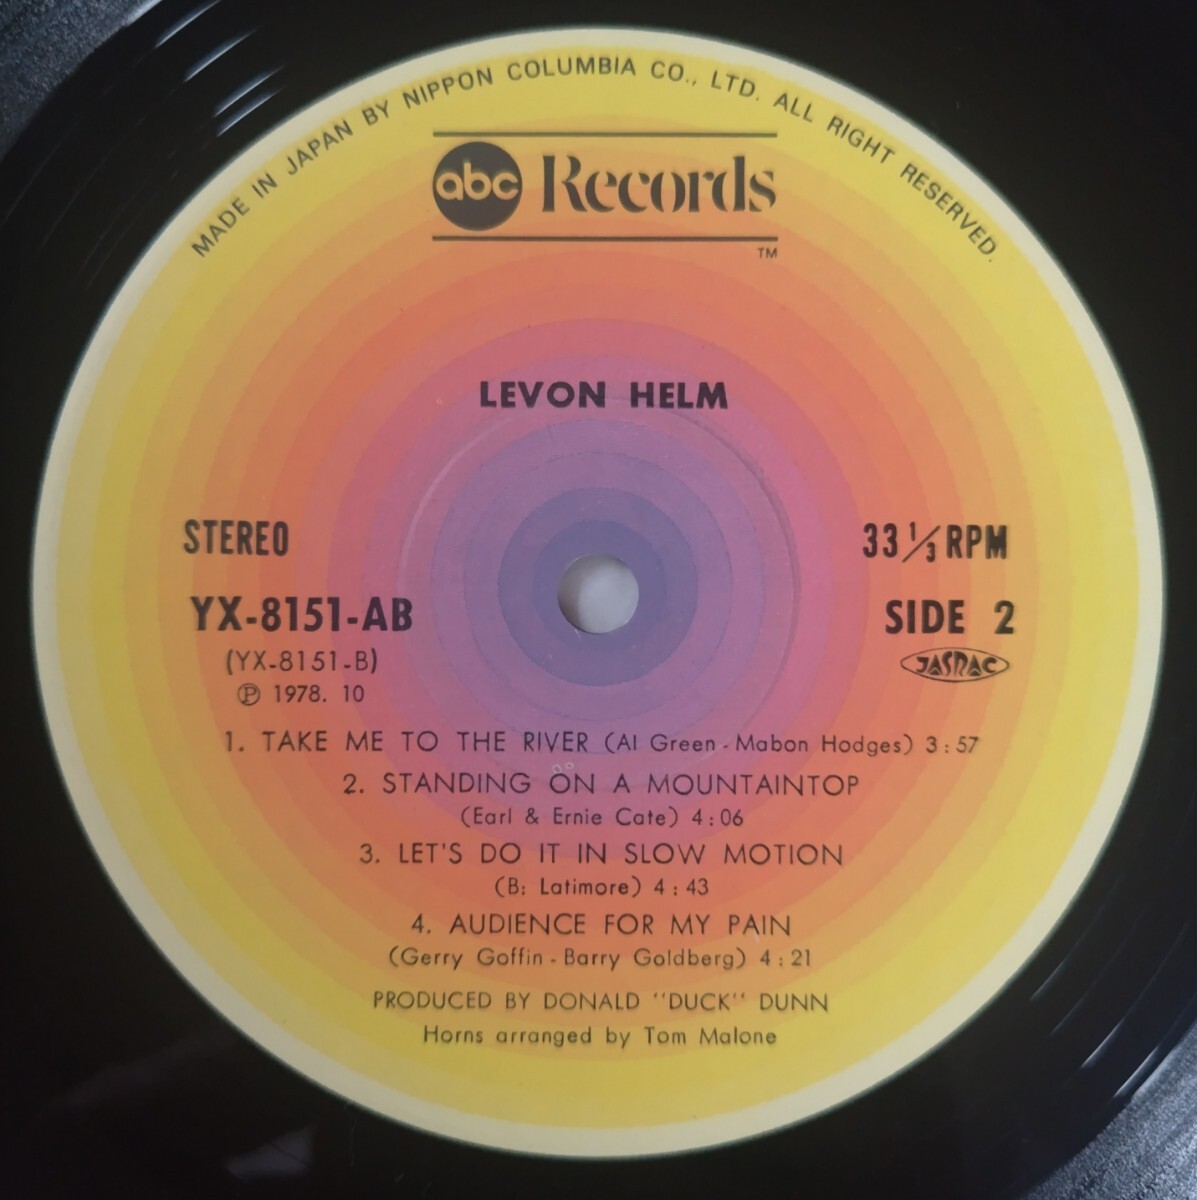 MADE IN JAPAN BY NIPPON COLUMBIA CO., LTD. ALL RIGHT RESERVED.
abc Records
TM
LEVON HELM
STEREO
33 1/3 RPM
YX-8151-AB
SIDE 2
(YX-8151-B)
JASRAC
Ⓟ 1978. 10
1. TAKE ME TO THE RIVER (Al Green - Mabon Hodges) 3:57
2. STANDING ON A MOUNTAINTOP
(Earl & Ernie Cate) 4:06
3. LET'S DO IT IN SLOW MOTION
(B: Latimore) 4:43
4. AUDIENCE FOR MY PAIN
(Gerry Goffin - Barry Goldberg) 4:21
PRODUCED BY DONALD "DUCK" DUNN
Horns arranged by Tom Malone